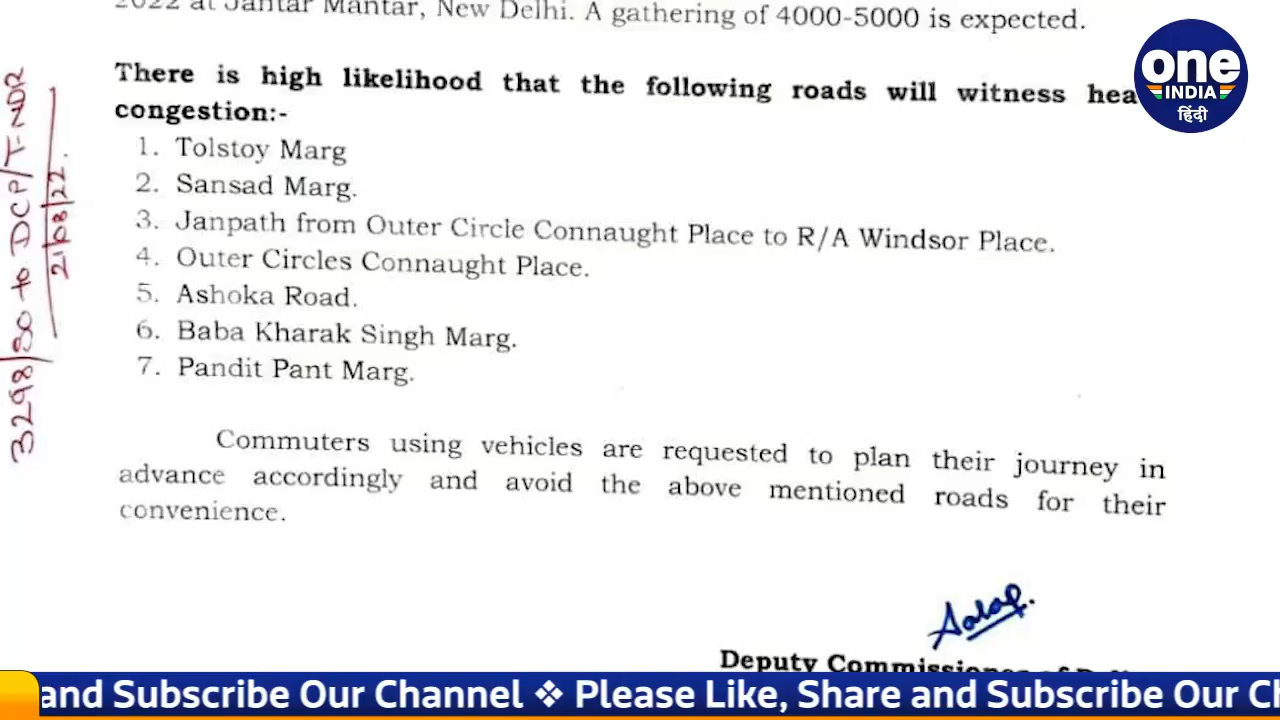 2022 at Jantar Mantar, New Delhi. A gathering of 4000-5000 is expected.
There is high likelihood that the following roads will witness hea
congestion:-
1. Tolstoy Marg
2. Sansad Marg.
3. Janpath from Outer Circle Connaught Place to R/A Windsor Place.
4. Outer Circles Connaught Place.
5. Ashoka Road.
6. Baba Kharak Singh Marg.
7. Pandit Pant Marg.
Commuters using vehicles are requested to plan their journey in
advance accordingly and avoid the above mentioned roads for their
convenience.
Deputy Commissioner of
3298/30 to DCP/T-NDR
21/08/22.
one
INDIA
हिंदी
and Subscribe Our Channel ❖ Please Like, Share and Subscribe Our Ch